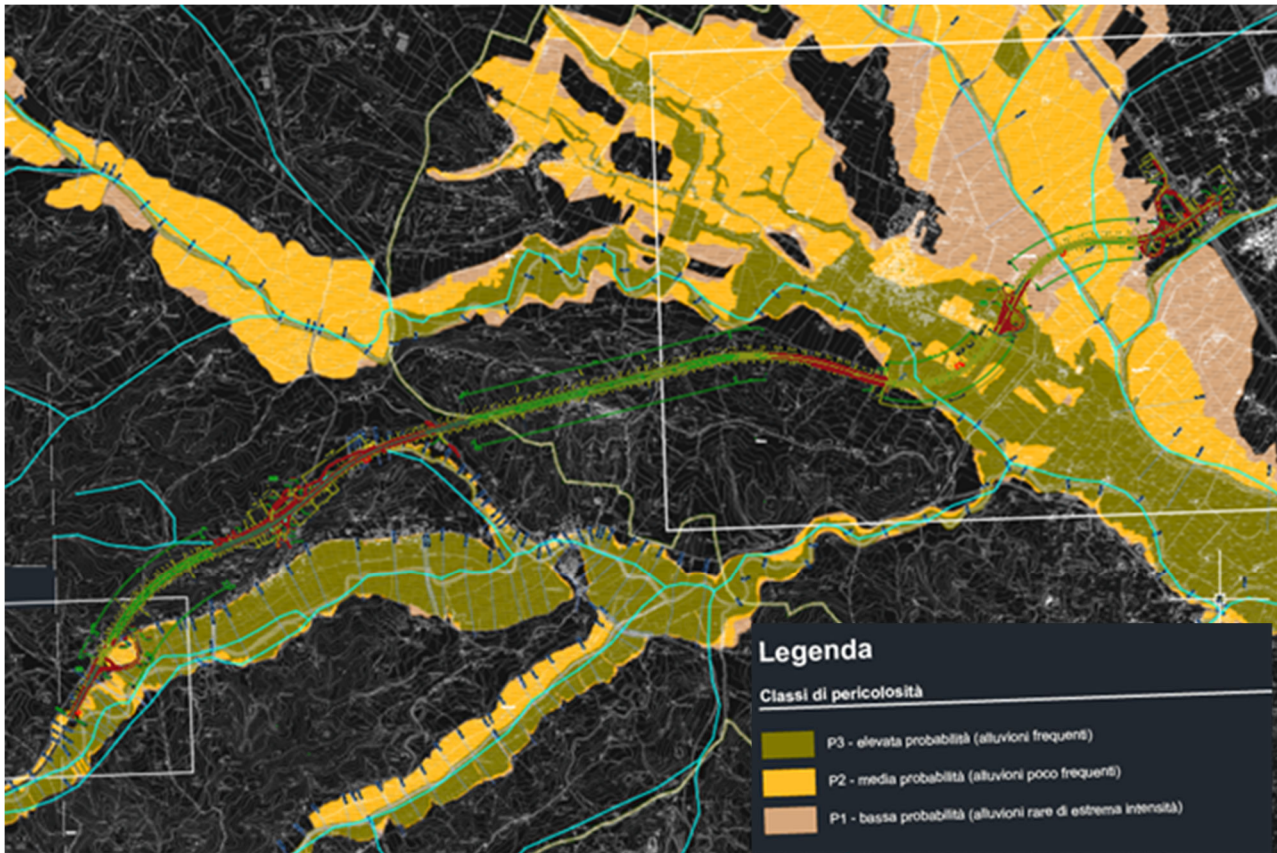 Legenda
Classi di pericolosità
P3 - elevata probabilità (alluvioni frequenti)
P2 - media probabilità (alluvioni poco frequenti)
P1 - bassa probabilità (alluvioni rare di estrema intensità)